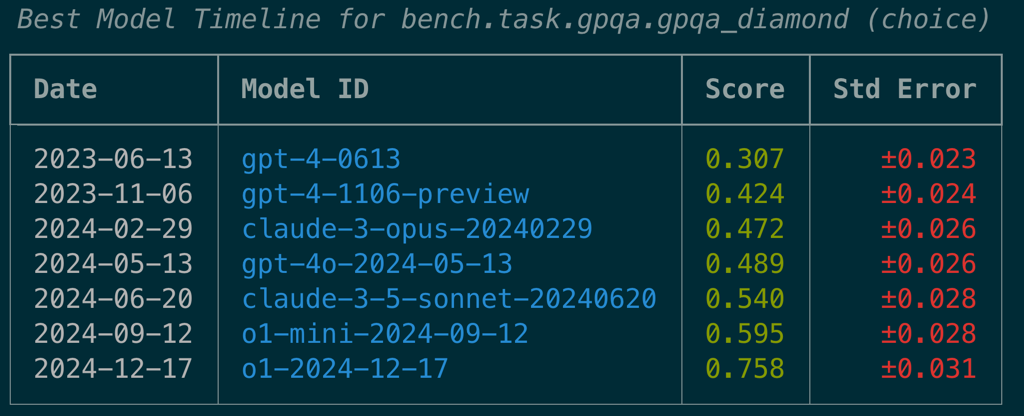 Best Model Timeline for bench.task.gpqa.gpqa_diamond (choice)
Date Model ID Score Std Error
2023-06-13 gpt-4-0613 0.307 ±0.023
2023-11-06 gpt-4-1106-preview 0.424 ±0.024
2024-02-29 claude-3-opus-20240229 0.472 ±0.026
2024-05-13 gpt-4o-2024-05-13 0.489 ±0.026
2024-06-20 claude-3-5-sonnet-20240620 0.540 ±0.028
2024-09-12 o1-mini-2024-09-12 0.595 ±0.028
2024-12-17 o1-2024-12-17 0.758 ±0.031